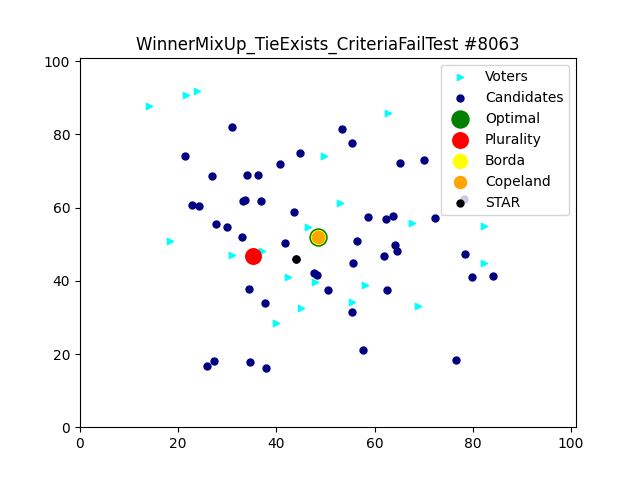 WinnerMixUp_TieExists_CriteriaFailTest #8063
100
80
60
40
20
0
0 20 40 60 80 100
Voters
Candidates
Optimal
Plurality
Borda
Copeland
STAR